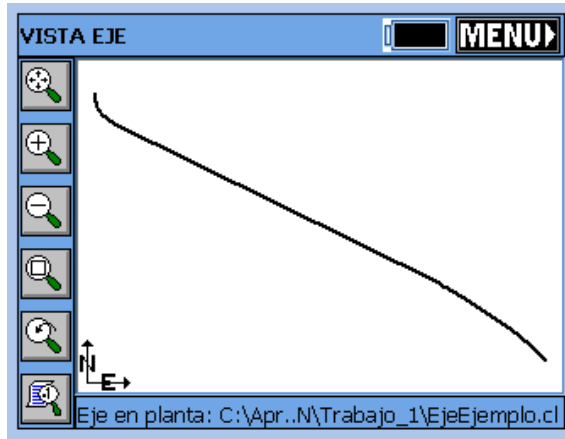 VISTA EJE
MENU
N
E
Eje en planta: C:\Apr..N\Trabajo_1\EjeEjemplo.cl